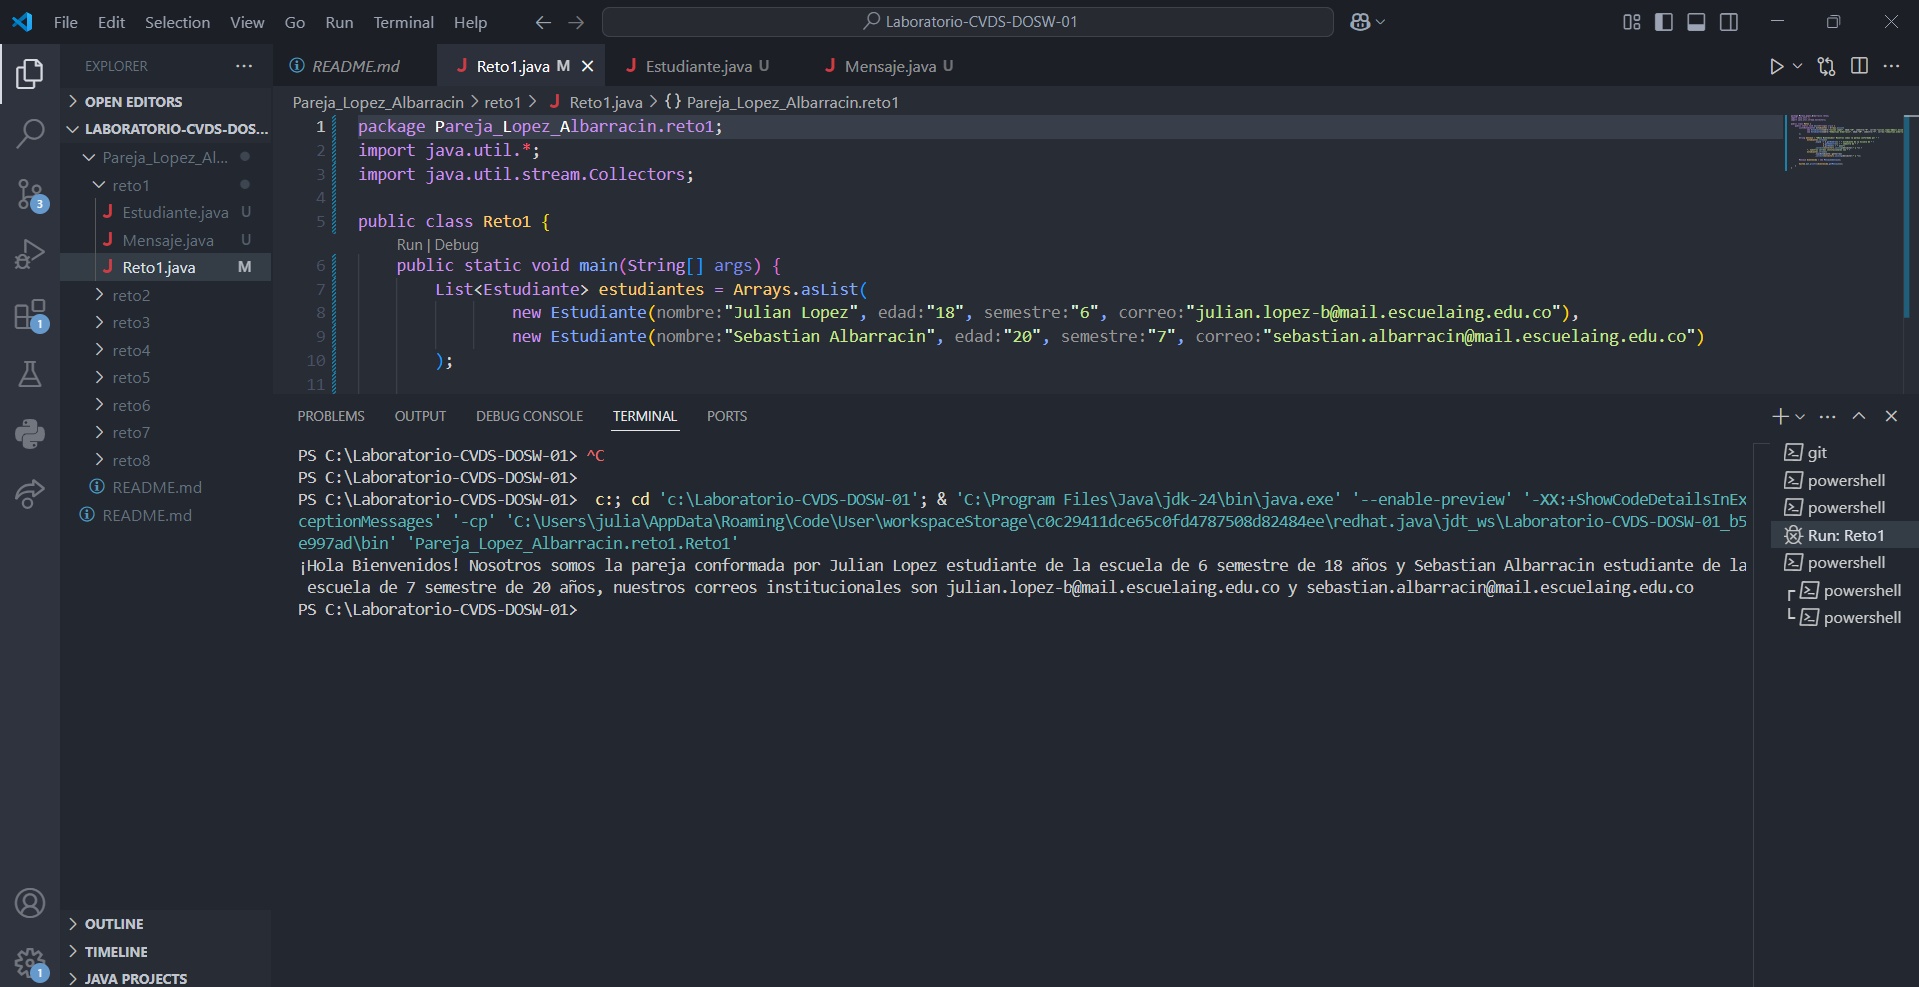 File Edit Selection View Go Run Terminal Help
Laboratorio-CVDS-DOSW-01
EXPLORER
OPEN EDITORS
LABORATORIO-CVDS-DOS...
Pareja_Lopez_Al...
reto1
Estudiante.java U
Mensaje.java U
Reto1.java M
reto2
reto3
reto4
reto5
reto6
reto7
reto8
README.md
README.md
OUTLINE
TIMELINE
JAVA PROJECTS
3
1
1
README.md
Reto1.java M
Estudiante.java U
Mensaje.java U
Pareja_Lopez_Albarracin > reto1 > Reto1.java > {} Pareja_Lopez_Albarracin.reto1
1 package Pareja_Lopez_Albarracin.reto1;
2 import java.util.*;
3 import java.util.stream.Collectors;
4
5 public class Reto1 {
Run | Debug
6 public static void main(String[] args) {
7 List<Estudiante> estudiantes = Arrays.asList(
8 new Estudiante(nombre:"Julian Lopez", edad:"18", semestre:"6", correo:"julian.lopez-b@mail.escuelaing.edu.co"),
9 new Estudiante(nombre:"Sebastian Albarracin", edad:"20", semestre:"7", correo:"sebastian.albarracin@mail.escuelaing.edu.co")
10 );
11
PROBLEMS OUTPUT DEBUG CONSOLE TERMINAL PORTS
PS C:\Laboratorio-CVDS-DOSW-01> ^C
PS C:\Laboratorio-CVDS-DOSW-01>
PS C:\Laboratorio-CVDS-DOSW-01>  c:; cd 'c:\Laboratorio-CVDS-DOSW-01'; & 'C:\Program Files\Java\jdk-24\bin\java.exe' '--enable-preview' '-XX:+ShowCodeDetailsInEx
ceptionMessages' '-cp' 'C:\Users\julia\AppData\Roaming\Code\User\workspaceStorage\c0c29411dce65c0fd4787508d82484ee\redhat.java\jdt_ws\Laboratorio-CVDS-DOSW-01_b5
e997ad\bin' 'Pareja_Lopez_Albarracin.reto1.Reto1'
¡Hola Bienvenidos! Nosotros somos la pareja conformada por Julian Lopez estudiante de la escuela de 6 semestre de 18 años y Sebastian Albarracin estudiante de la
escuela de 7 semestre de 20 años, nuestros correos institucionales son julian.lopez-b@mail.escuelaing.edu.co y sebastian.albarracin@mail.escuelaing.edu.co
PS C:\Laboratorio-CVDS-DOSW-01>
git
powershell
powershell
Run: Reto1
powershell
powershell
powershell